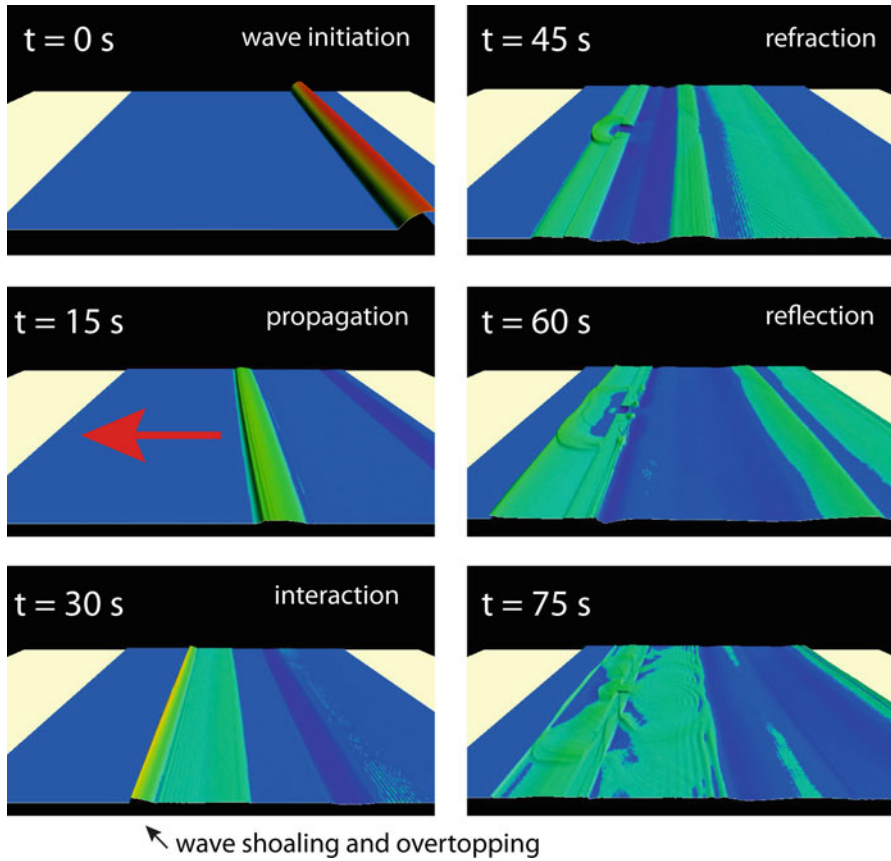 t = 0 s
wave initiation
t = 45 s
refraction
t = 15 s
propagation
t = 60 s
reflection
t = 30 s
interaction
t = 75 s
wave shoaling and overtopping